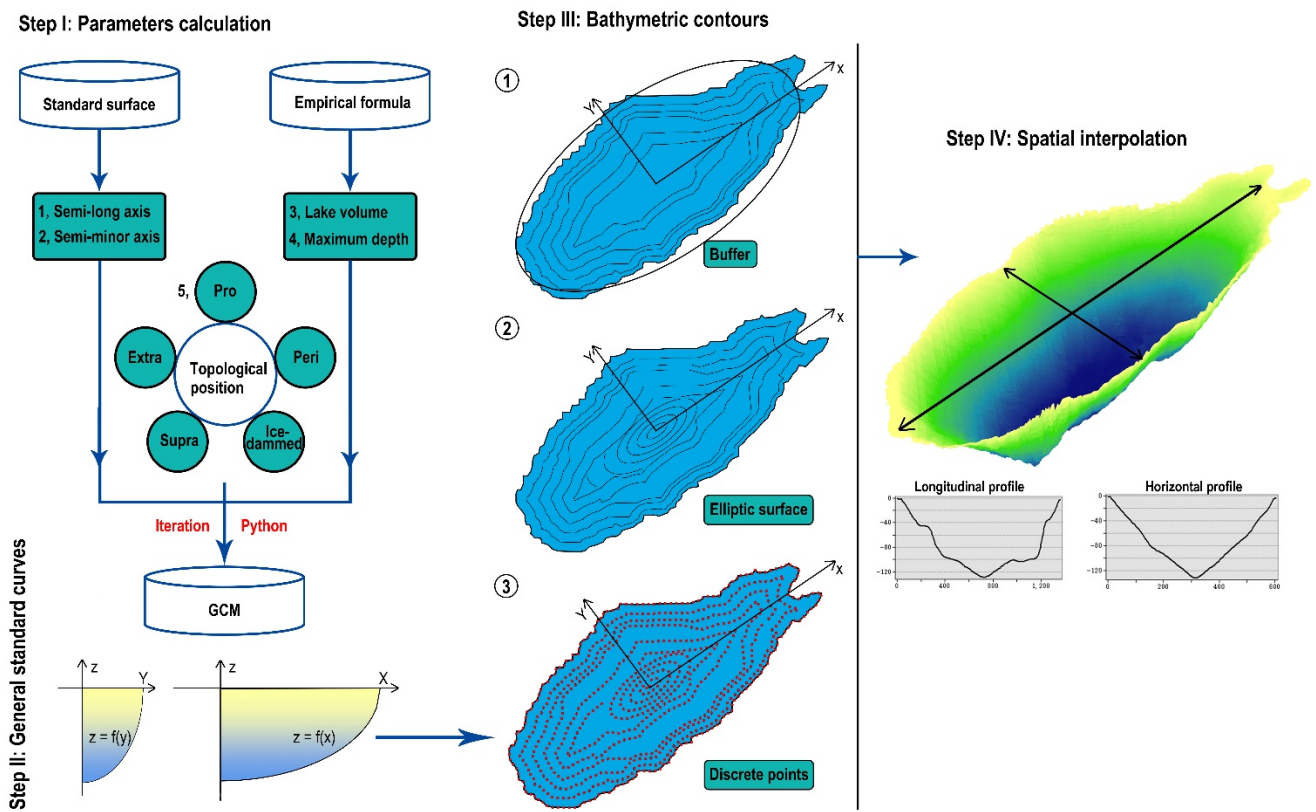 Step I: Parameters calculation
Standard surface
Empirical formula
1, Semi-long axis
2, Semi-minor axis
3, Lake volume
4, Maximum depth
5,
Pro
Extra
Peri
Topological
position
Supra
Ice-
dammed
Iteration
Python
GCM
Step II: General standard curves
z
Y
z = f(y)
z
X
z = f(x)
Step III: Bathymetric contours
1
X
Y
Buffer
2
X
Y
Elliptic surface
3
X
Y
Discrete points
Step IV: Spatial interpolation
Longitudinal profile
0
-40
-80
-120
0
400
800
1,200
Horizontal profile
0
-40
-80
-120
0
200
400
600